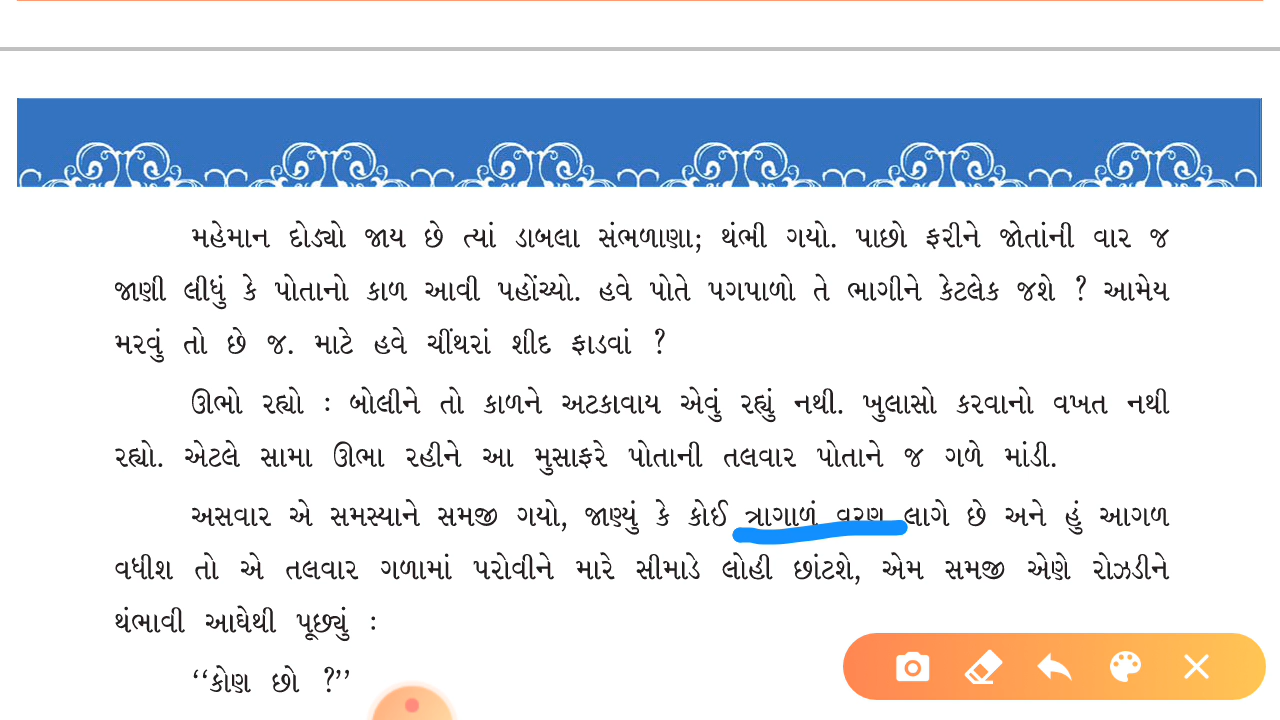 મહેમાન દોડ્યો જાય છે ત્યાં ડાબલા સંભળાણા; થંભી ગયો. પાછો ફરીને જોતાંની વાર જ
જાણી લીધું કે પોતાનો કાળ આવી પહોંચ્યો. હવે પોતે પગપાળો તે ભાગીને કેટલેક જશે ? આમેય
મરવું તો છે જ. માટે હવે ચીંથરાં શીદ ફાડવાં ?
ઊભો રહ્યો : બોલીને તો કાળને અટકાવાય એવું રહ્યું નથી. ખુલાસો કરવાનો વખત નથી
રહ્યો. એટલે સામા ઊભા રહીને આ મુસાફરે પોતાની તલવાર પોતાને જ ગળે માંડી.
અસવાર એ સમસ્યાને સમજી ગયો, જાણ્યું કે કોઈ ત્રાગાળું વરણ લાગે છે અને હું આગળ
વધીશ તો એ તલવાર ગળામાં પરોવીને મારે સીમાડે લોહી છાંટશે, એમ સમજી એણે રોઝડીને
થંભાવી આઘેથી પૂછ્યું :
‘‘કોણ છો ?’’